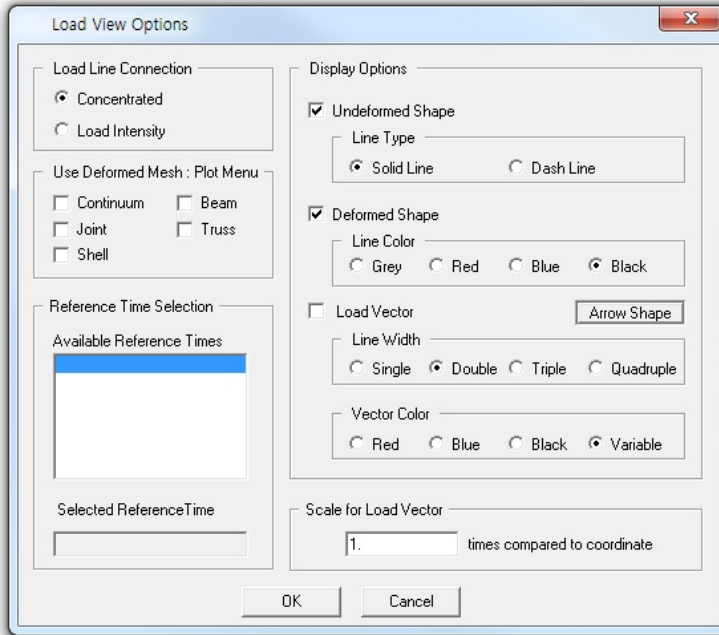 Load View Options
Load Line Connection
Concentrated
Load Intensity
Use Deformed Mesh : Plot Menu
Continuum Beam
Joint Truss
Shell
Reference Time Selection
Available Reference Times
Selected ReferenceTime
Display Options
Undeformed Shape
Line Type
Solid Line Dash Line
Deformed Shape
Line Color
Grey Red Blue Black
Load Vector Arrow Shape
Line Width
Single Double Triple Quadruple
Vector Color
Red Blue Black Variable
Scale for Load Vector
1. times compared to coordinate
OK Cancel